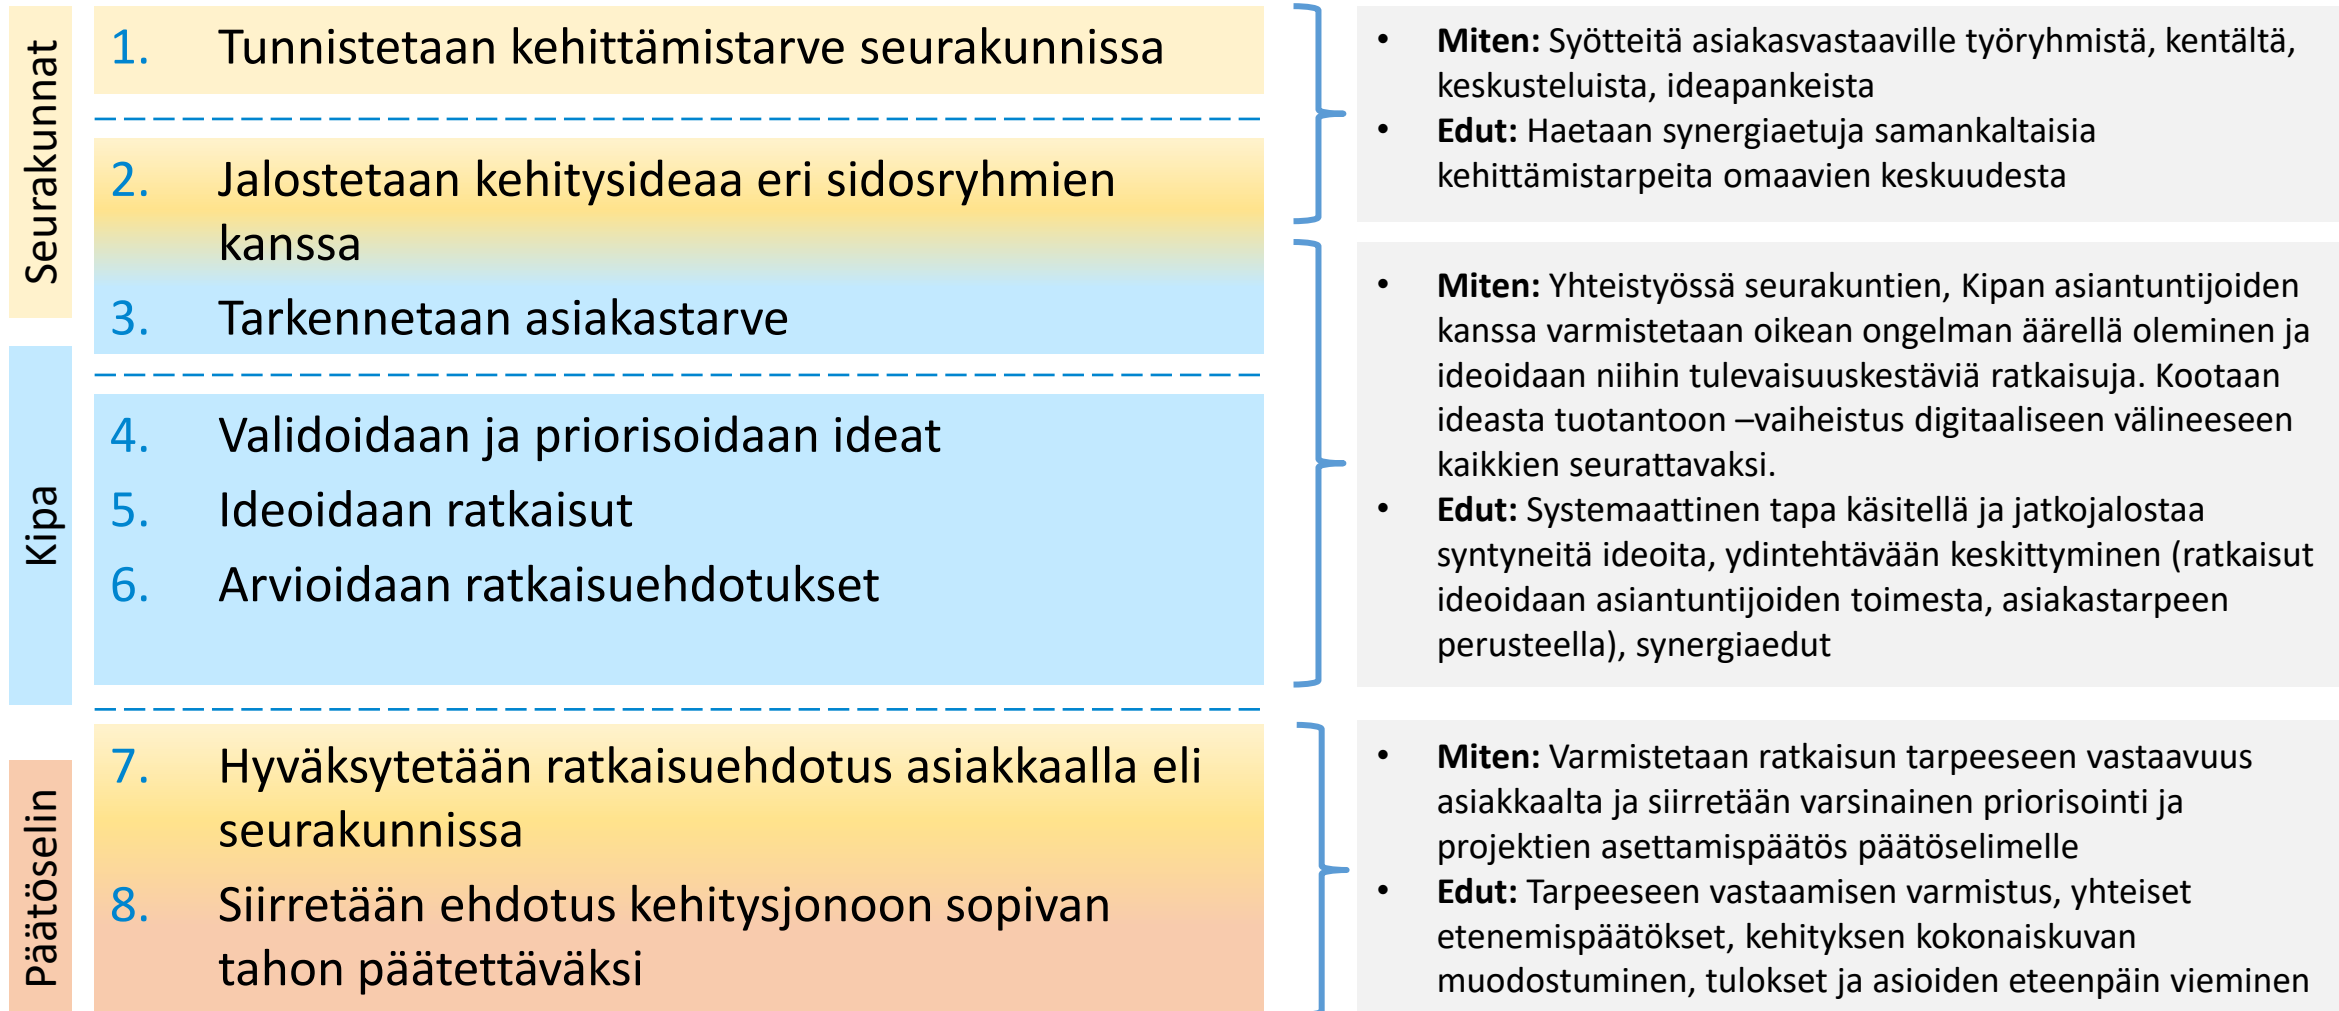 Seurakunnat
1. Tunnistetaan kehittämistarve seurakunnissa
2. Jalostetaan kehitysideaa eri sidosryhmien
kanssa
3. Tarkennetaan asiakastarve
Kipa
4. Validoidaan ja priorisoidaan ideat
5. Ideoidaan ratkaisut
6. Arvioidaan ratkaisuehdotukset
Päätöselin
7. Hyväksytetään ratkaisuehdotus asiakkaalla eli
seurakunnissa
8. Siirretään ehdotus kehitysjonoon sopivan
tahon päätettäväksi
• Miten: Syötteitä asiakasvastaaville työryhmistä, kentältä,
keskusteluista, ideapankeista
• Edut: Haetaan synergiaetuja samankaltaisia
kehittämistarpeita omaavien keskuudesta
• Miten: Yhteistyössä seurakuntien, Kipan asiantuntijoiden
kanssa varmistetaan oikean ongelman äärellä oleminen ja
ideoidaan niihin tulevaisuuskestäviä ratkaisuja. Kootaan
ideasta tuotantoon –vaiheistus digitaaliseen välineeseen
kaikkien seurattavaksi.
• Edut: Systemaattinen tapa käsitellä ja jatkojalostaa
syntyneitä ideoita, ydintehtävään keskittyminen (ratkaisut
ideoidaan asiantuntijoiden toimesta, asiakastarpeen
perusteella), synergiaedut
• Miten: Varmistetaan ratkaisun tarpeeseen vastaavuus
asiakkaalta ja siirretään varsinainen priorisointi ja
projektien asettamispäätös päätöselimelle
• Edut: Tarpeeseen vastaamisen varmistus, yhteiset
etenemispäätökset, kehityksen kokonaiskuvan
muodostuminen, tulokset ja asioiden eteenpäin vieminen